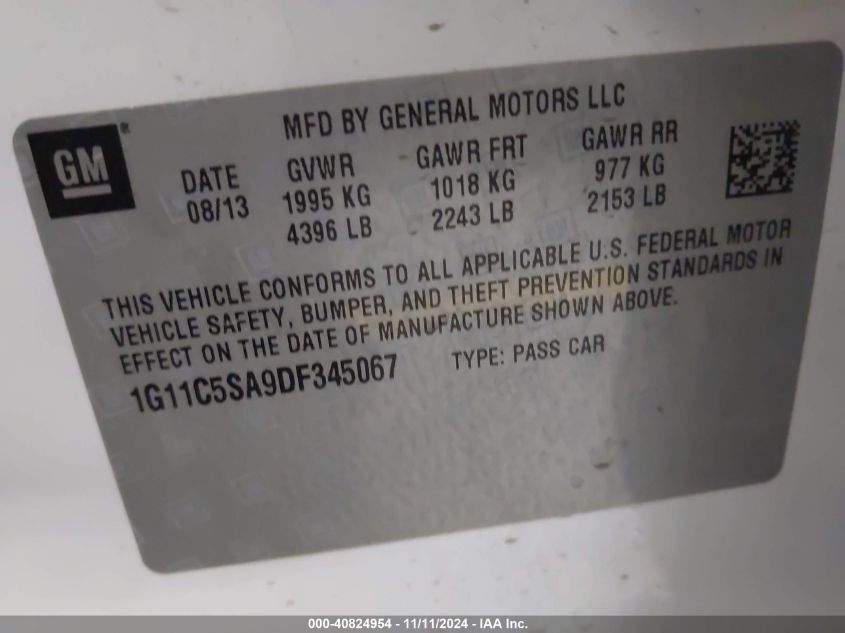 MFD BY GENERAL MOTORS LLC
GM®
DATE GVWR GAWR FRT GAWR RR
08/13 1995 KG 1018 KG 977 KG
4396 LB 2243 LB 2153 LB
THIS VEHICLE CONFORMS TO ALL APPLICABLE U.S. FEDERAL MOTOR
VEHICLE SAFETY, BUMPER, AND THEFT PREVENTION STANDARDS IN
EFFECT ON THE DATE OF MANUFACTURE SHOWN ABOVE.
1G11C5SA9DF345067 TYPE: PASS CAR
000-40824954 - 11/11/2024 - IAA Inc.